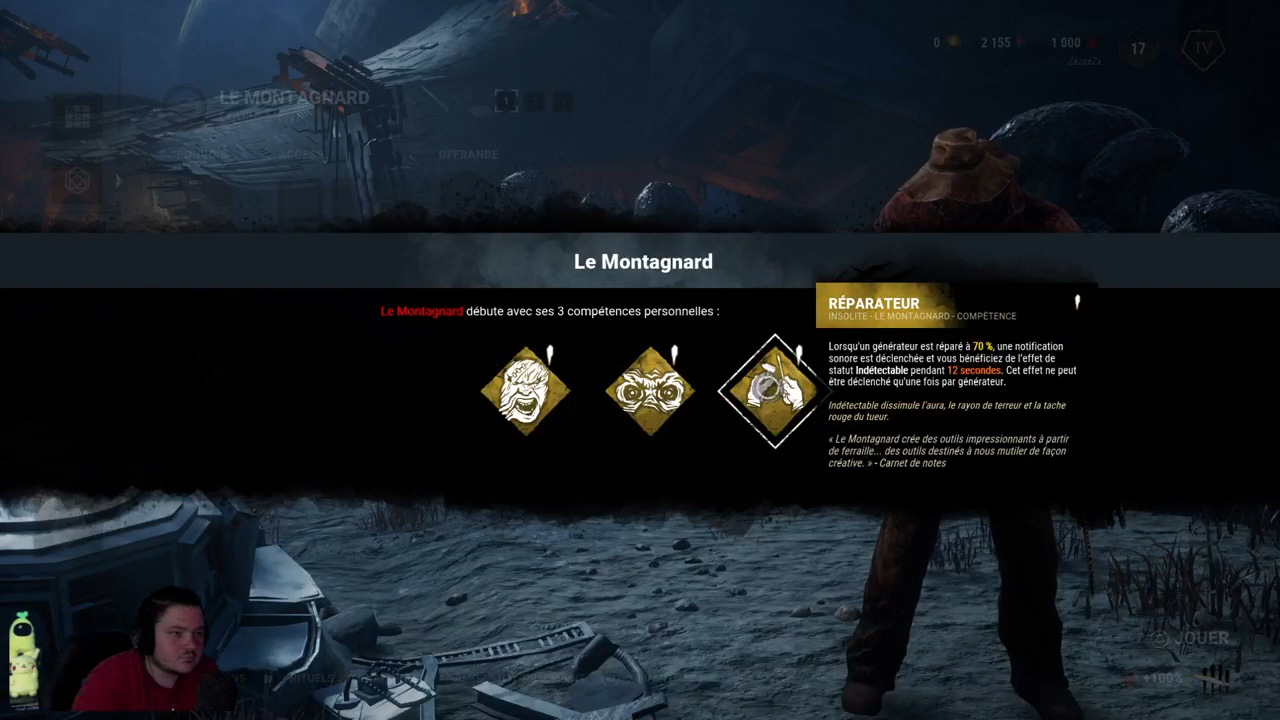 0
2 155
1 000
17
IV
ZazaxZx
LE MONTAGNARD
POUVOIR
OFFRANDE
Le Montagnard
Le Montagnard débute avec ses 3 compétences personnelles :
RÉPARATEUR
INSOLITE - LE MONTAGNARD - COMPÉTENCE
Lorsqu'un générateur est réparé à 70 %, une notification
sonore est déclenchée et vous bénéficiez de l'effet de
statut Indétectable pendant 12 secondes. Cet effet ne peut
être déclenché qu'une fois par générateur.
Indétectable dissimule l'aura, le rayon de terreur et la tache
rouge du tueur.
« Le Montagnard crée des outils impressionnants à partir
de ferraille... des outils destinés à nous mutiler de façon
créative. » - Carnet de notes
JOUER
RITUELS
+100%